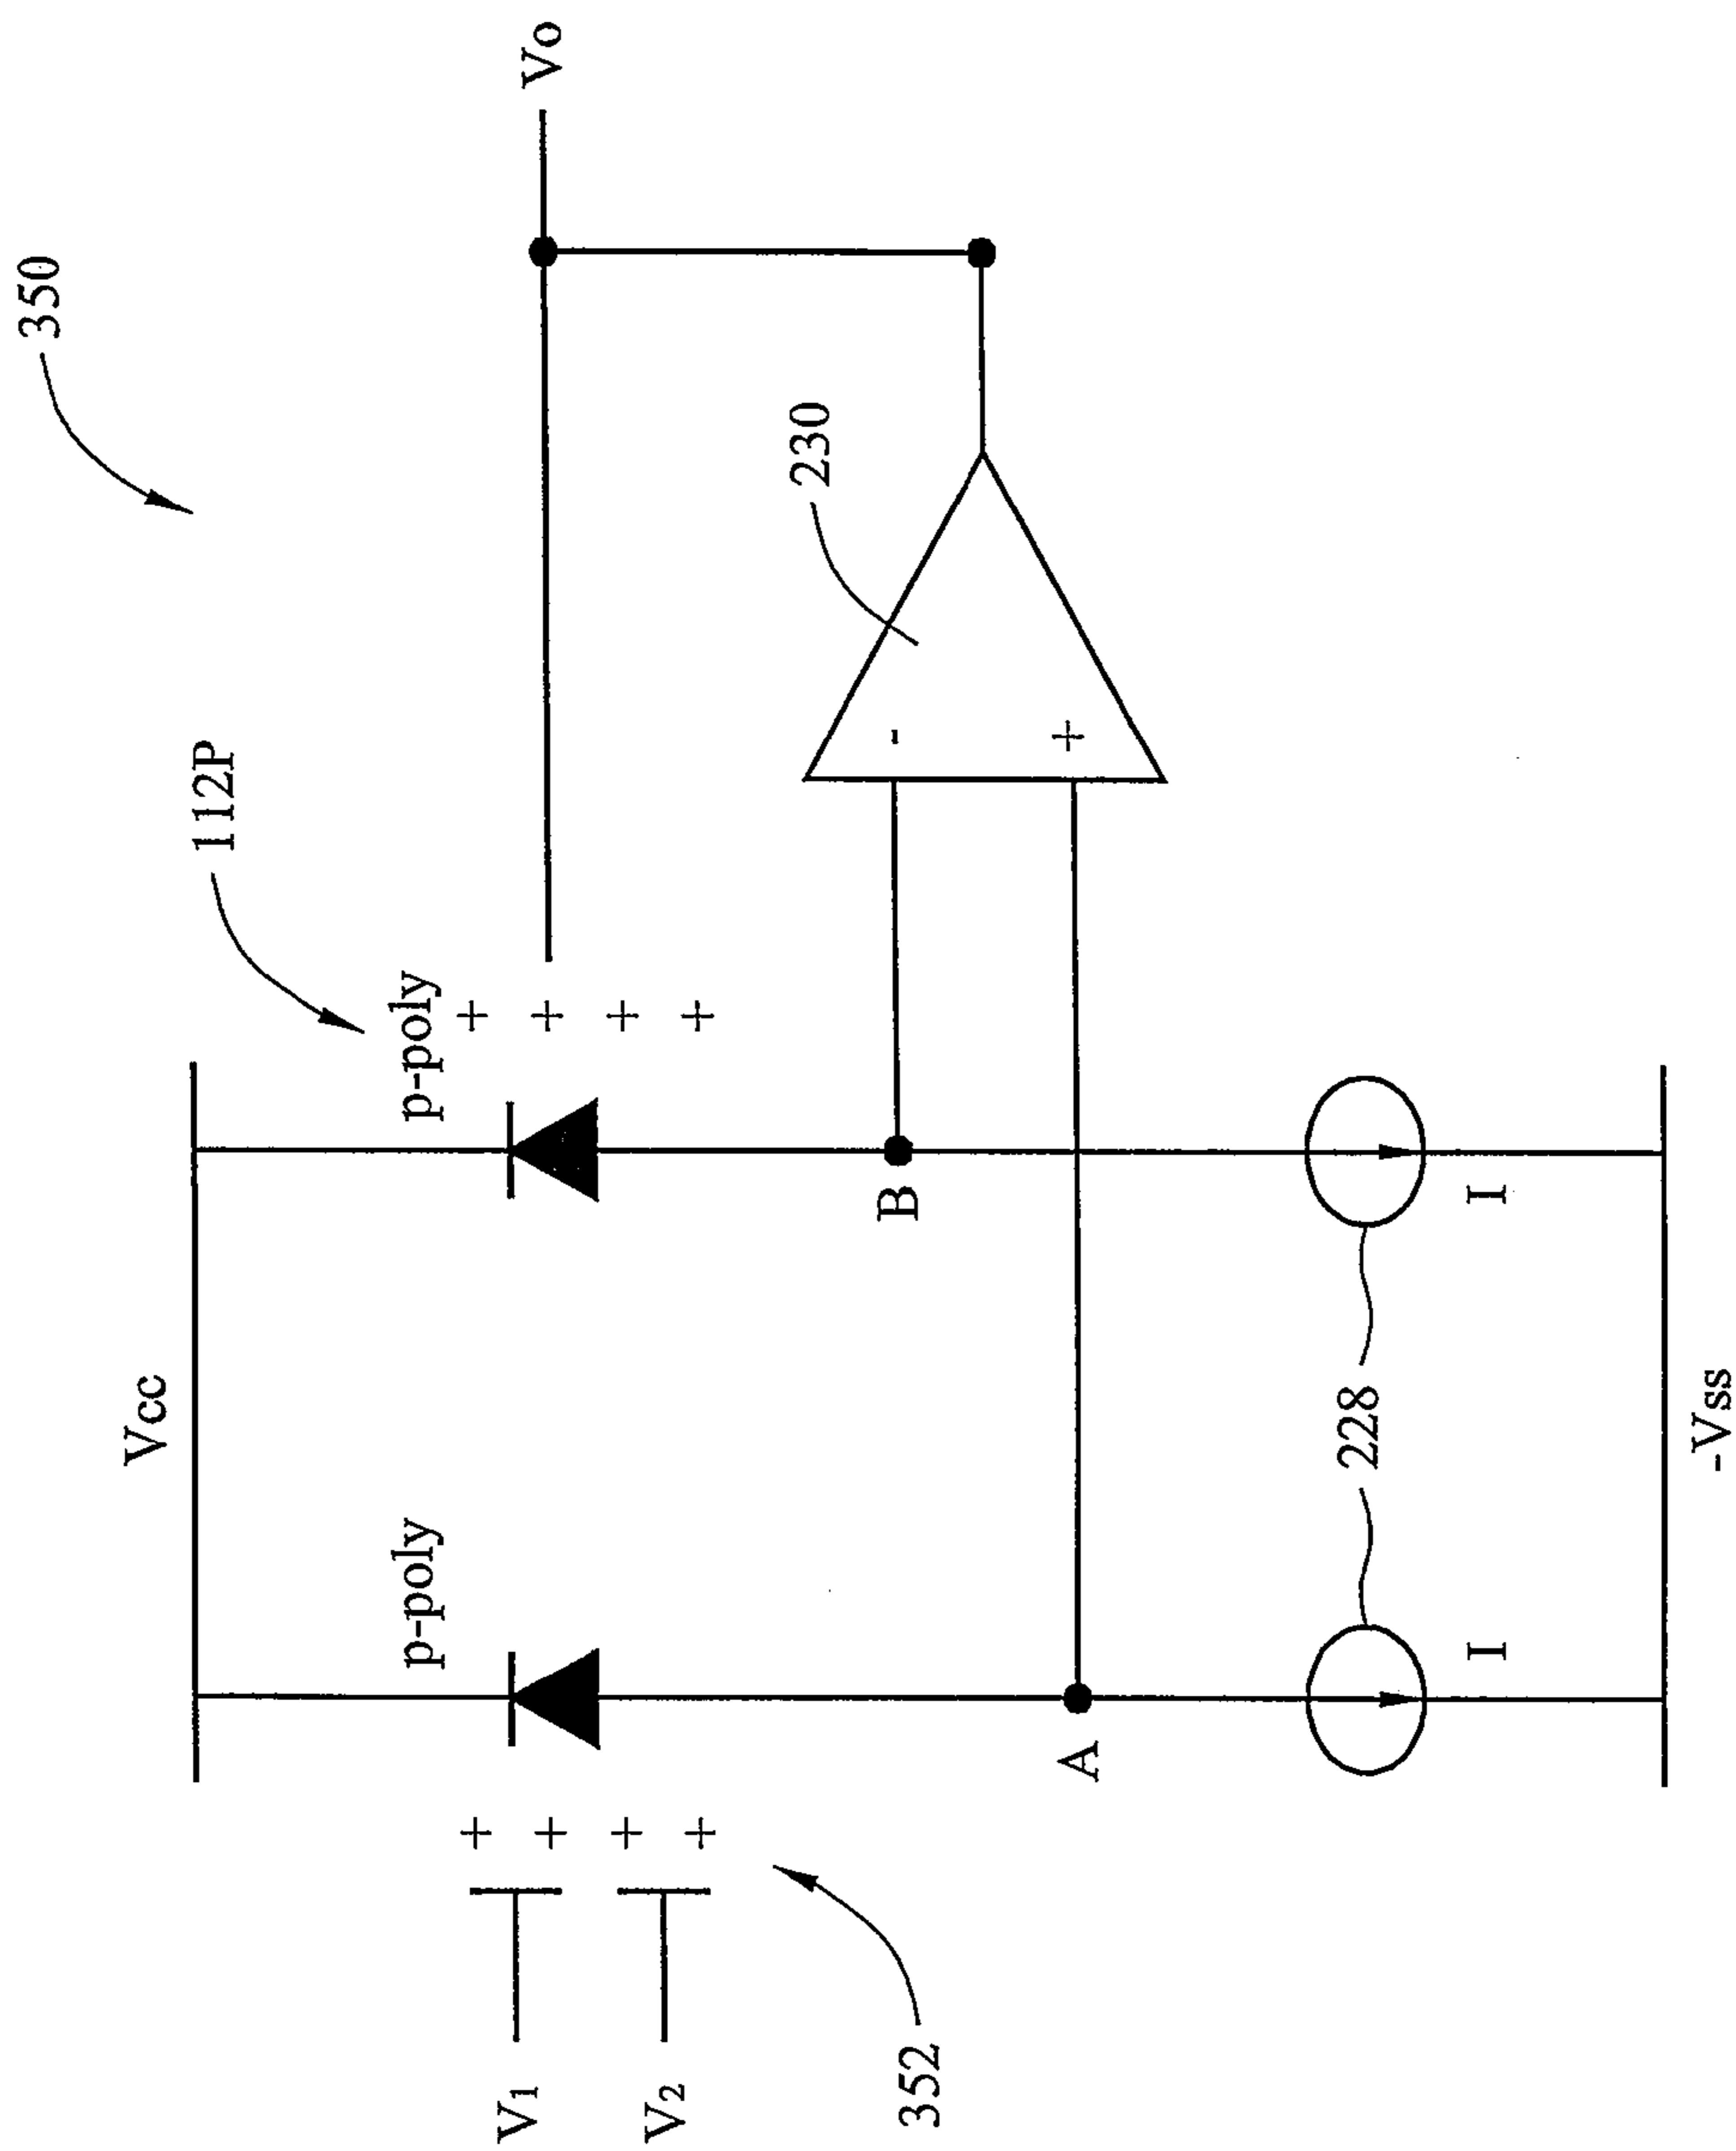 350
Vcc
112P
p-poly
p-poly
+
+
+
+
+
+
+
+
V1
V2
Vo
352
230
-
+
B
A
228
I
I
-Vss